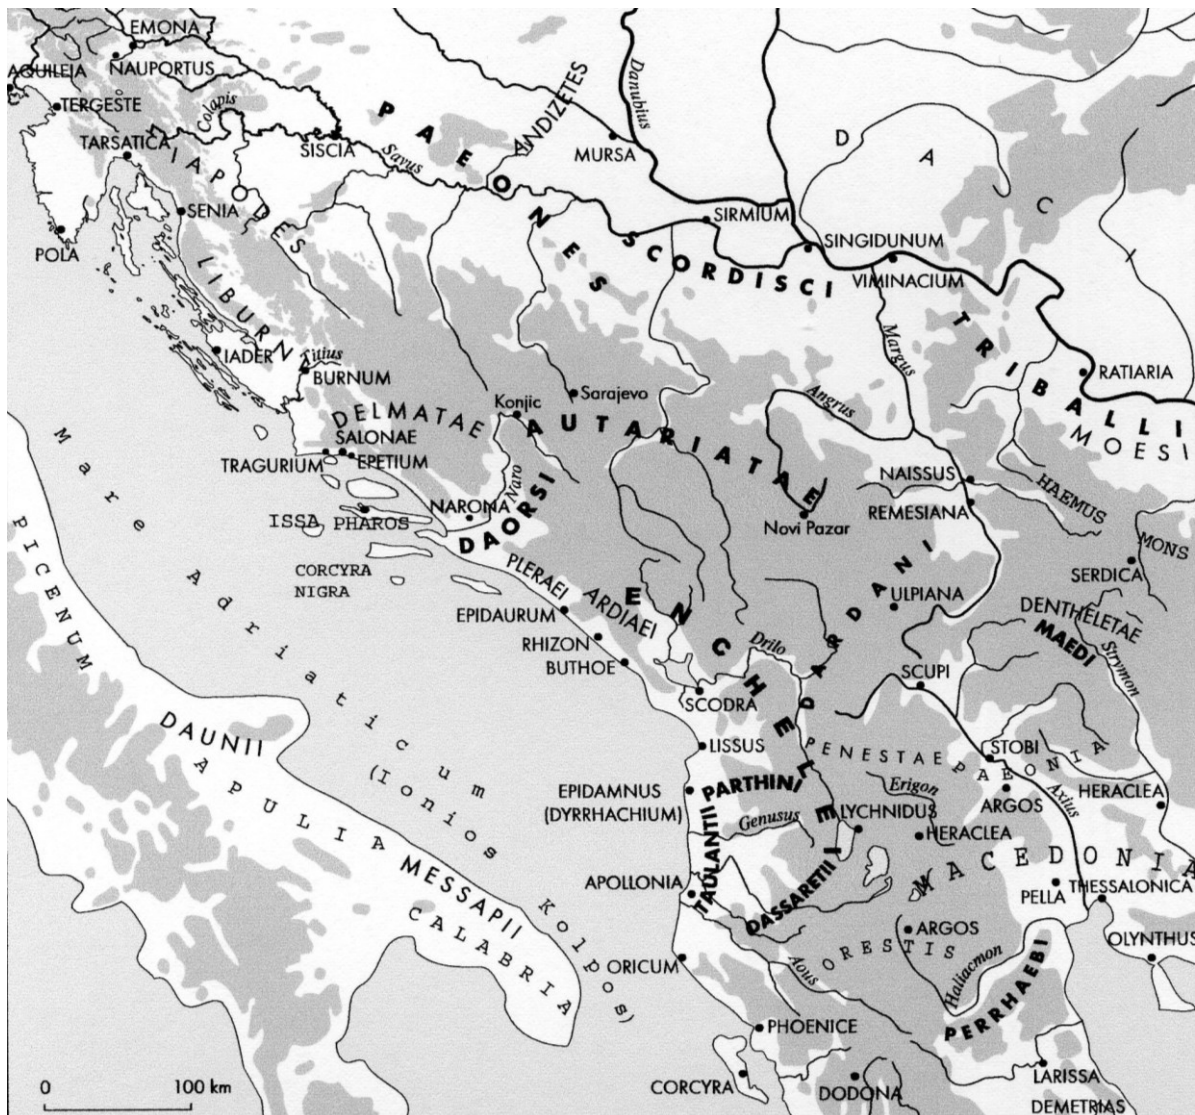 EMONA
NAUPORTUS
AQUILEJA
TERGESTE
Colapis
TARSATICA
SISCIA
Savus
IAPODES
SENIA
POLA
LIBURNI
IADER
Titius
BURNUM
PAEONES
ANDIZETES
MURSA
Danubius
DACI
SIRMIUM
SINGIDUNUM
VIMINACIUM
SCORDISCI
Margus
TRIBALLI
MOESI
RATIARIA
DELMATAE
Konjic
Sarajevo
Angrus
SALONAE
TRAGURIUM
EPETIUM
AUTARIATAE
Naro
NARONA
DAORSI
ISSA
PHAROS
CORCYRA
NIGRA
Novi Pazar
NAISSUS
REMESIANA
HAEMUS
MONS
SERDICA
Mare Adriaticum
(Ionios Kolpos)
PICENUM
PLERAEI
ARDIAEI
EPIDAURUM
RHIZON
BUTHOE
ENCHELEI
Drilo
SCODRA
DARDANI
ULPIANA
DENTHELETAE
MAEDI
Strymon
SCUPI
DAUNII
APULIA
MESSAPII
CALABRIA
LISSUS
PENESTAE
PAEONIA
STOBI
EPIDAMNUS
(DYRRHACHIUM)
PARTHINI
TAULANTII
Genusus
Erigon
LYCHNIDUS
HERACLEA
ARGOS
Axius
HERACLEA
MACEDONIA
APOLLONIA
DASSARETII
PELLA
THESSALONICA
ARGOS
ORESTIS
OLYNTHUS
ORICUM
Aous
Haliacmon
PERRHAEBI
PHOENICE
CORCYRA
DODONA
LARISSA
DEMETRIAS
0 100 km